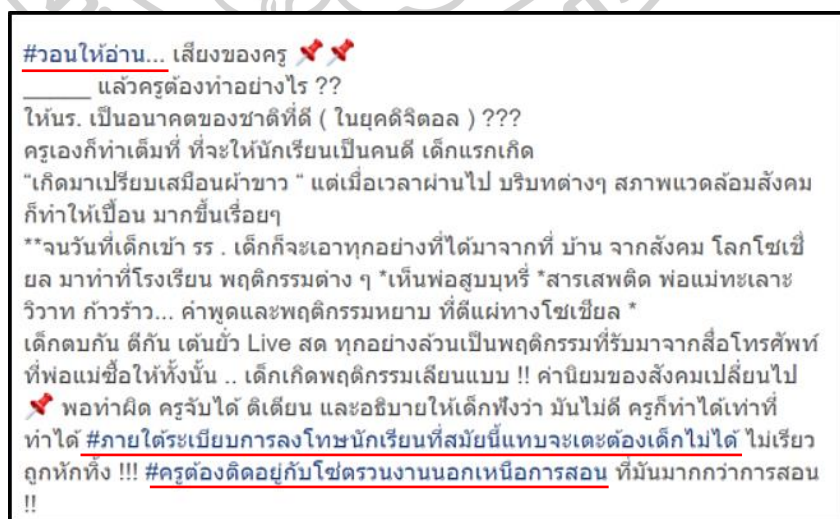 #วอนให้อ่าน... เสียงของครู 📌📌
______ แล้วครูต้องทำอย่างไร ??
ให้นร. เป็นอนาคตของชาติที่ดี ( ในยุคดิจิตอล ) ???
ครูเองก็ทำเต็มที่ ที่จะให้นักเรียนเป็นคนดี เด็กแรกเกิด
“เกิดมาเปรียบเสมือนผ้าขาว “ แต่เมื่อเวลาผ่านไป บริบทต่างๆ สภาพแวดล้อมสังคม
ก็ทำให้เปื้อน มากขึ้นเรื่อยๆ
**จนวันที่เด็กเข้า รร . เด็กก็จะเอาทุกอย่างที่ได้มาจากที่ บ้าน จากสังคม โลกโซเชี่
ยล มาทำที่โรงเรียน พฤติกรรมต่าง ๆ *เห็นพ่อสูบบุหรี่ *สารเสพติด พ่อแม่ทะเลาะ
วิวาท ก้าวร้าว... คำพูดและพฤติกรรมหยาบ ที่ตีแผ่ทางโซเชียล *
เด็กตบกัน ตีกัน เต้นยั่ว Live สด ทุกอย่างล้วนเป็นพฤติกรรมที่รับมาจากสื่อโทรศัพท์
ที่พ่อแม่ซื้อให้ทั้งนั้น .. เด็กเกิดพฤติกรรมเลียนแบบ !! ค่านิยมของสังคมเปลี่ยนไป
📌 พอทำผิด ครูจับได้ ติเตียน และอธิบายให้เด็กฟังว่า มันไม่ดี ครูก็ทำได้เท่าที่
ทำได้ #ภายใต้ระเบียบการลงโทษนักเรียนที่สมัยนี้แทบจะเตะต้องเด็กไม่ได้ ไม่เรียว
ถูกหักทิ้ง !!! #ครูต้องติดอยู่กับโซ่ตรวนงานนอกเหนือการสอน ที่มันมากกว่าการสอน
!!